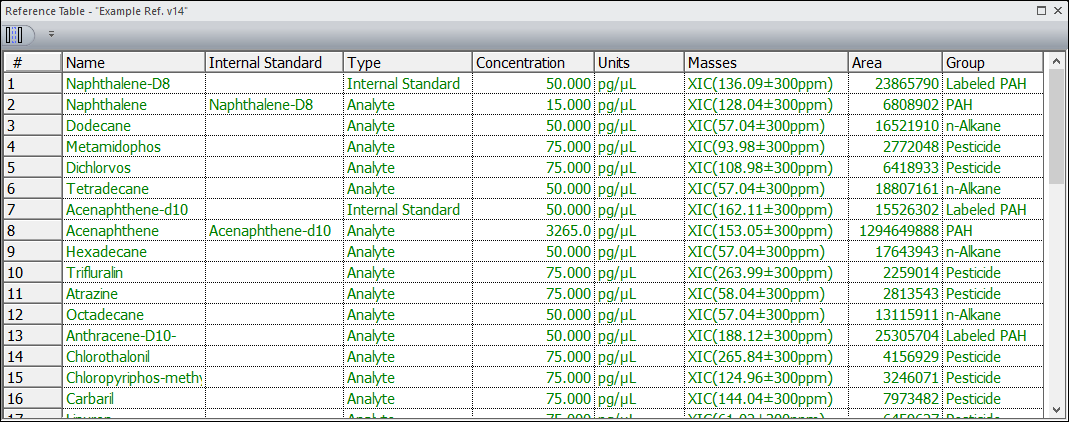 Reference Table - "Example Ref. v14"
# Name Internal Standard Type Concentration Units Masses Area Group
1 Naphthalene-D8 Internal Standard 50.000 pg/µL XIC(136.09±300ppm) 23865790 Labeled PAH
2 Naphthalene Naphthalene-D8 Analyte 15.000 pg/µL XIC(128.04±300ppm) 6808902 PAH
3 Dodecane Analyte 50.000 pg/µL XIC(57.04±300ppm) 16521910 n-Alkane
4 Metamidophos Analyte 75.000 pg/µL XIC(93.98±300ppm) 2772048 Pesticide
5 Dichlorvos Analyte 75.000 pg/µL XIC(108.98±300ppm) 6418933 Pesticide
6 Tetradecane Analyte 50.000 pg/µL XIC(57.04±300ppm) 18807161 n-Alkane
7 Acenaphthene-d10 Internal Standard 50.000 pg/µL XIC(162.11±300ppm) 15526302 Labeled PAH
8 Acenaphthene Acenaphthene-d10 Analyte 3265.0 pg/µL XIC(153.05±300ppm) 1294649888 PAH
9 Hexadecane Analyte 50.000 pg/µL XIC(57.04±300ppm) 17643943 n-Alkane
10 Trifluralin Analyte 75.000 pg/µL XIC(263.99±300ppm) 2259014 Pesticide
11 Atrazine Analyte 75.000 pg/µL XIC(58.04±300ppm) 2813543 Pesticide
12 Octadecane Analyte 50.000 pg/µL XIC(57.04±300ppm) 13115911 n-Alkane
13 Anthracene-D10- Analyte 50.000 pg/µL XIC(188.12±300ppm) 25305704 Labeled PAH
14 Chlorothalonil Analyte 75.000 pg/µL XIC(265.84±300ppm) 4156929 Pesticide
15 Chloropyriphos-methy Analyte 75.000 pg/µL XIC(124.96±300ppm) 3246071 Pesticide
16 Carbaril Analyte 75.000 pg/µL XIC(144.04±300ppm) 7973482 Pesticide